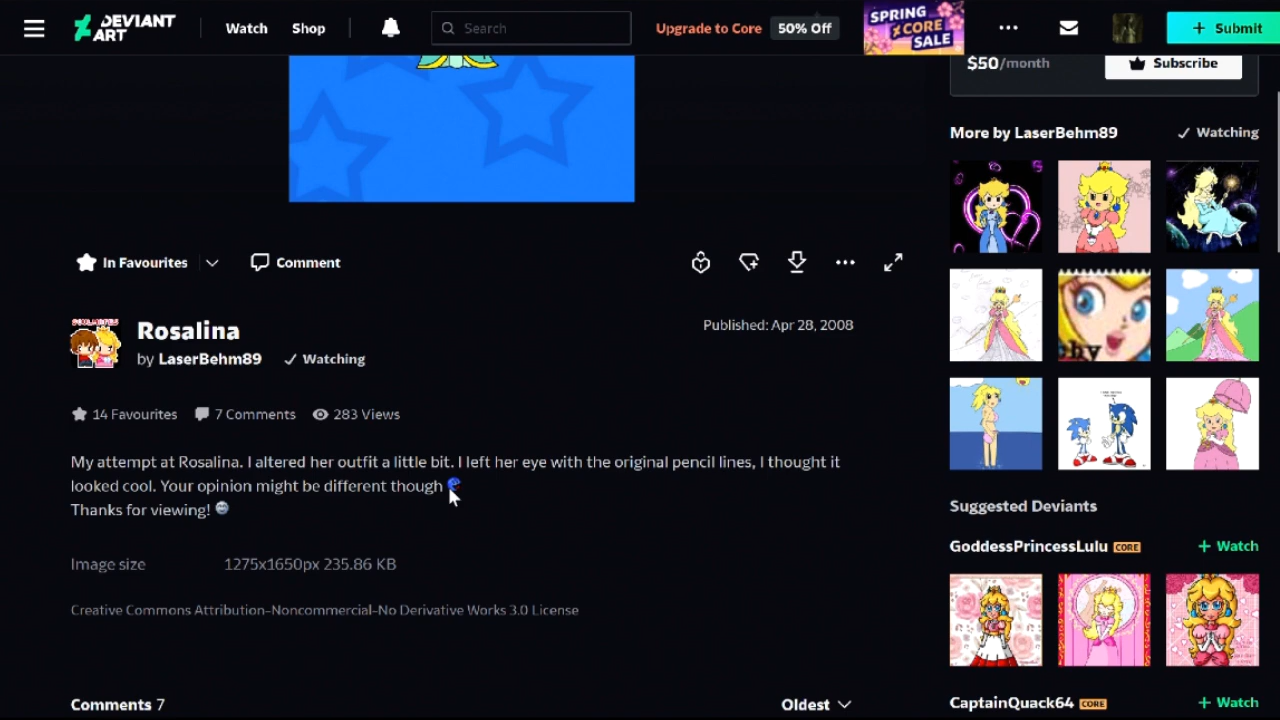 DEVIANT ART
Watch
Shop
Search
Upgrade to Core
50% Off
SPRING CORE SALE
Submit
$50/month
Subscribe
More by LaserBehm89
Watching
In Favourites
Comment
Rosalina
by LaserBehm89
Watching
Published: Apr 28, 2008
14 Favourites
7 Comments
283 Views
My attempt at Rosalina. I altered her outfit a little bit. I left her eye with the original pencil lines, I thought it
looked cool. Your opinion might be different though
Thanks for viewing!
Image size
1275x1650px 235.86 KB
Creative Commons Attribution-Noncommercial-No Derivative Works 3.0 License
Comments 7
Oldest
Suggested Deviants
GoddessPrincessLulu CORE
+ Watch
CaptainQuack64 CORE
+ Watch